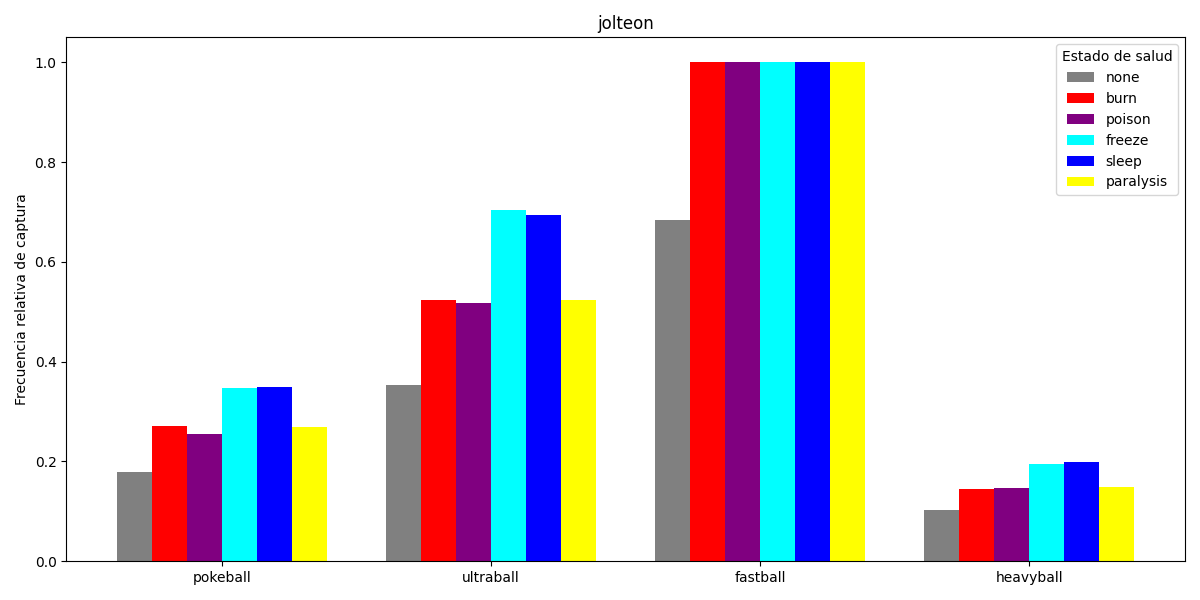 jolteon
Frecuencia relativa de captura
1.0
0.8
0.6
0.4
0.2
0.0
Estado de salud
none
burn
poison
freeze
sleep
paralysis
pokeball
ultraball
fastball
heavyball